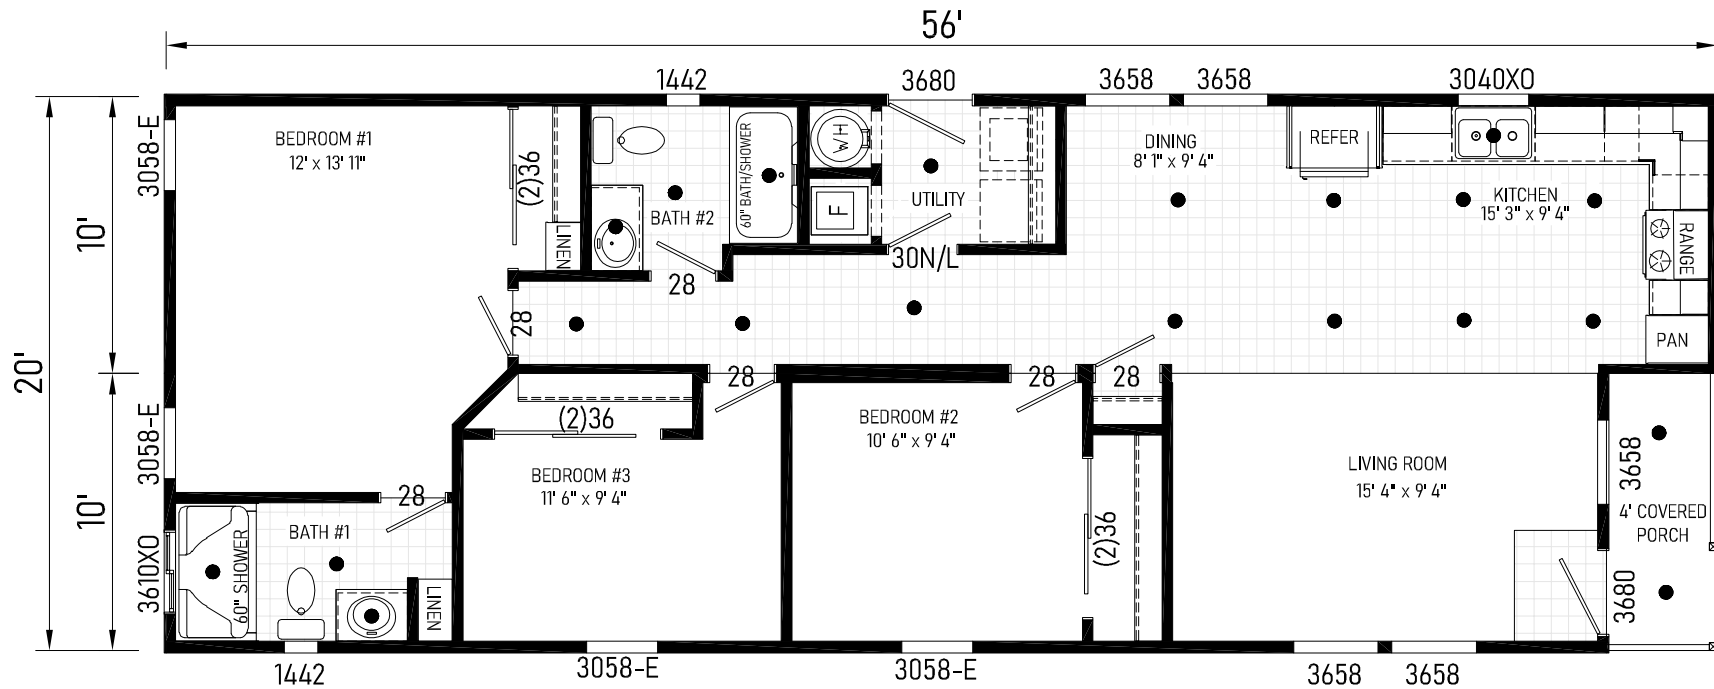 56'
1442
3680
3658
3658
3040X0
3058-E
BEDROOM #1
12' x 13' 11"
(2)36
LINEN
BATH #2
60" BATH/SHOWER
WH
F
UTILITY
DINING
8' 1" x 9' 4"
REFER
KITCHEN
15' 3" x 9' 4"
RANGE
PAN
10'
20'
10'
28
30N/L
28
28
28
28
(2)36
BEDROOM #2
10' 6" x 9' 4"
BEDROOM #3
11' 6" x 9' 4"
LIVING ROOM
15' 4" x 9' 4"
3058-E
28
3658
4' COVERED
PORCH
(2)36
BATH #1
3610X0
60" SHOWER
LINEN
3680
1442
3058-E
3058-E
3658
3658